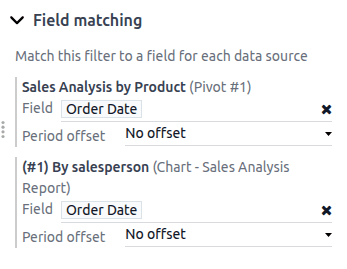 Field matching
Match this filter to a field for each data source
Sales Analysis by Product (Pivot #1)
Field Order Date
Period offset No offset
(#1) By salesperson (Chart - Sales Analysis
Report)
Field Order Date
Period offset No offset